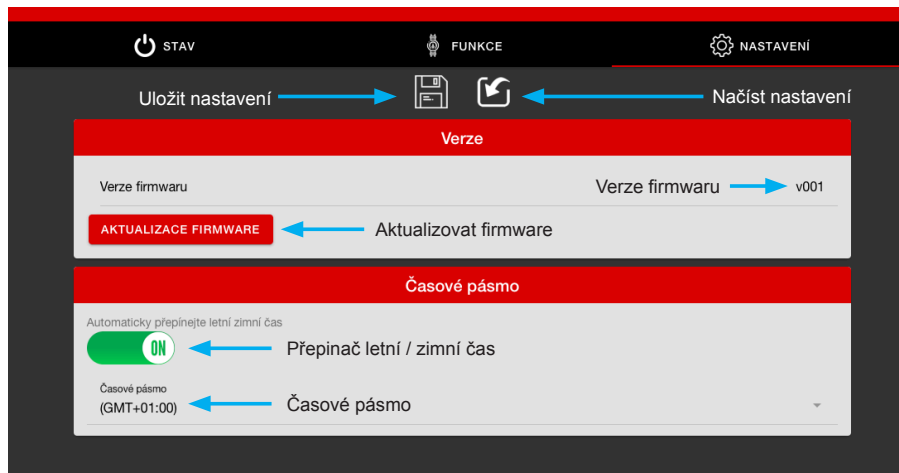 STAV FUNKCE NASTAVENÍ
Uložit nastavení Načíst nastavení
Verze
Verze firmwaru Verze firmwaru v001
AKTUALIZACE FIRMWARE Aktualizovat firmware
Časové pásmo
Automaticky přepínejte letní zimní čas
ON Přepinač letní / zimní čas
Časové pásmo
(GMT+01:00) Časové pásmo